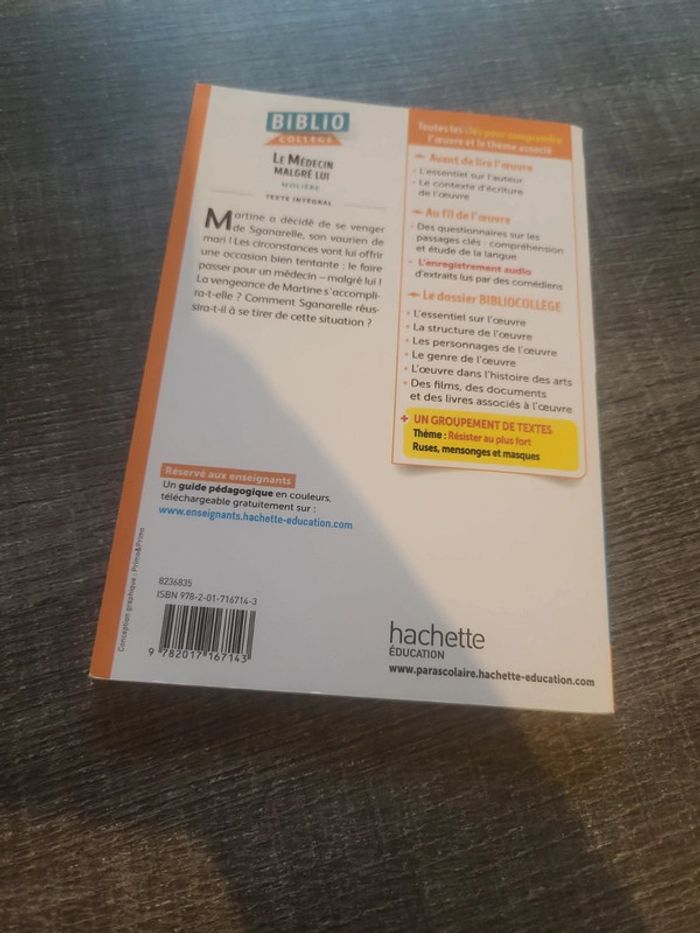 BIBLIO
COLLÈGE
LE MÉDECIN
MALGRÉ LUI
MOLIÈRE
TEXTE INTÉGRAL
Martine a décidé de se venger
de Sganarelle, son vaurien de
mari ! Les circonstances vont lui offrir
une occasion bien tentante : le faire
passer pour un médecin – malgré lui !
La vengeance de Martine s'accompli-
ra-t-elle ? Comment Sganarelle réus-
sira-t-il à se tirer de cette situation ?
Réservé aux enseignants
Un guide pédagogique en couleurs,
téléchargeable gratuitement sur :
www.enseignants.hachette-education.com
Conception graphique : Primo&Primo
8236835
ISBN 978-2-01-716714-3
9 782017 167143
Toutes les clés pour comprendre
l'œuvre et le thème associé
Avant de lire l'œuvre
• L'essentiel sur l'auteur
• Le contexte d'écriture
de l'œuvre
Au fil de l'œuvre
• Des questionnaires sur les
passages clés : compréhension
et étude de la langue
• L'enregistrement audio
d'extraits lus par des comédiens
Le dossier BIBLIOCOLLÈGE
• L'essentiel sur l'œuvre
• La structure de l'œuvre
• Les personnages de l'œuvre
• Le genre de l'œuvre
• L'œuvre dans l'histoire des arts
• Des films, des documents
et des livres associés à l'œuvre
+ UN GROUPEMENT DE TEXTES
Thème : Résister au plus fort
Ruses, mensonges et masques
hachette
ÉDUCATION
www.parascolaire.hachette-education.com